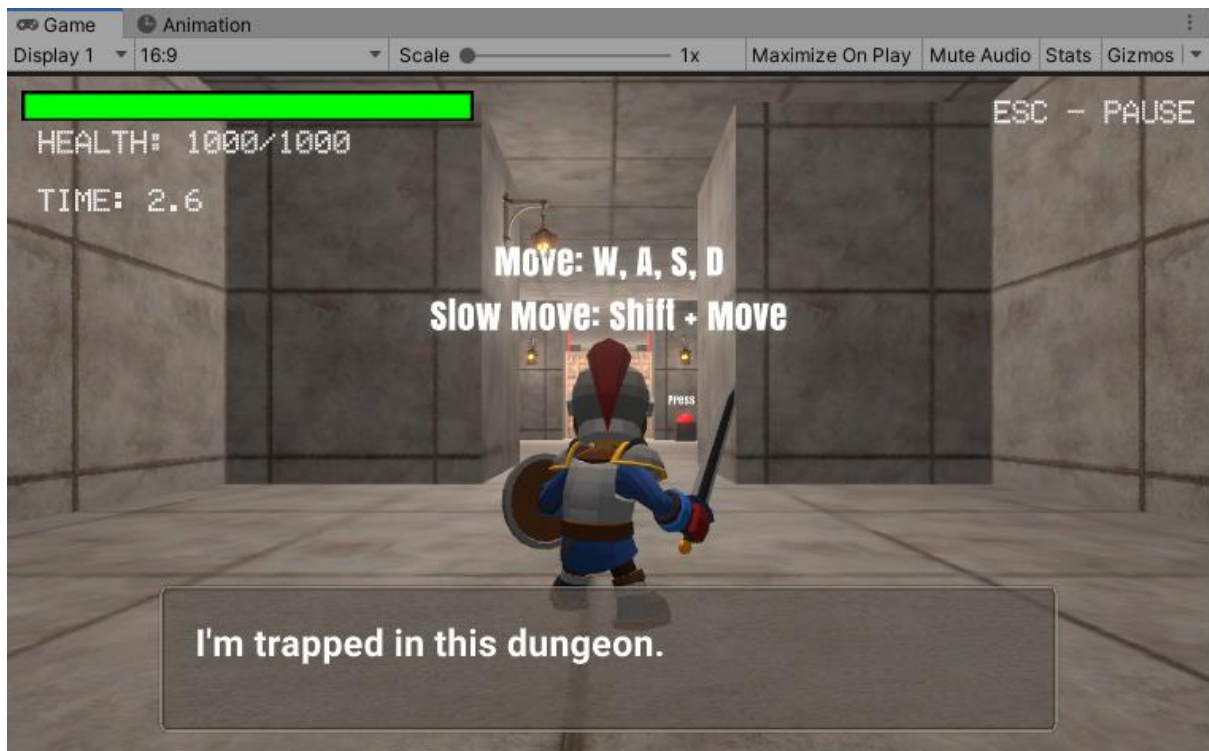 Game Animation
Display 1 16:9 Scale 1x Maximize On Play Mute Audio Stats Gizmos
ESC - PAUSE
HEALTH: 1000/1000
TIME: 2.6
Move: W, A, S, D
Slow Move: Shift + Move
Press
I'm trapped in this dungeon.